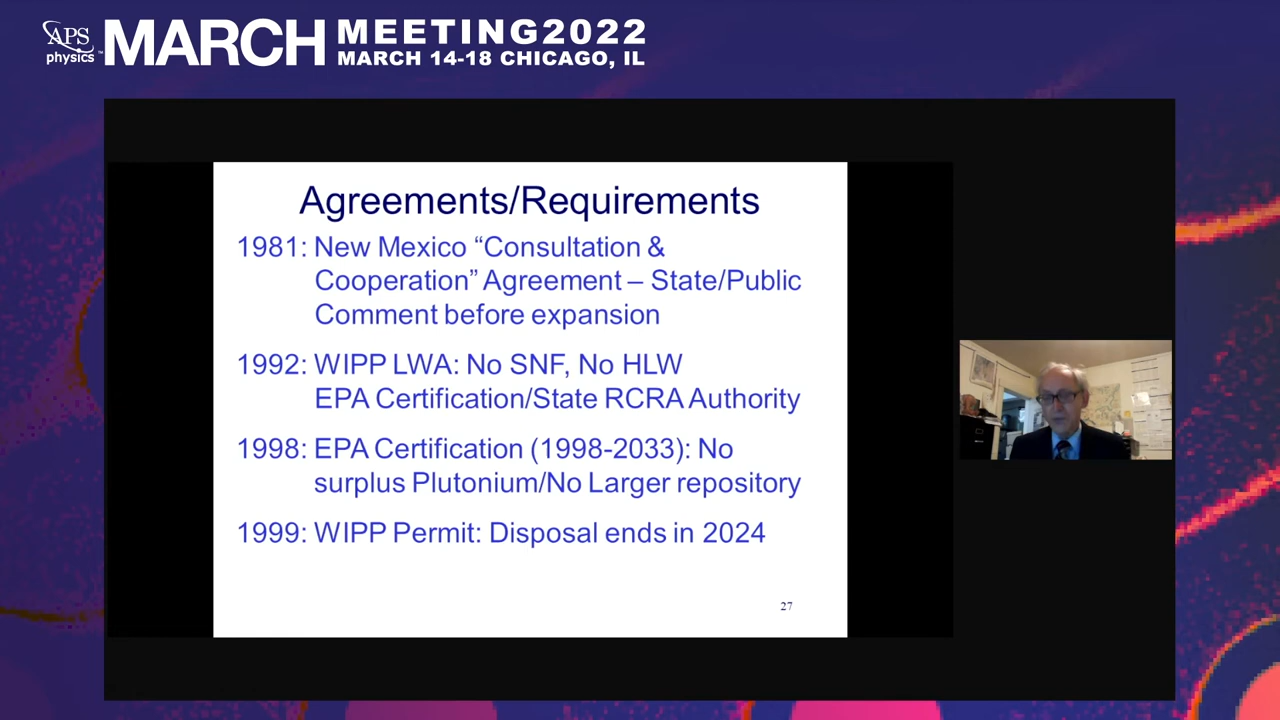 APS
physics
MARCH
MEETING2022
MARCH 14-18 CHICAGO, IL
Agreements/Requirements
1981: New Mexico “Consultation &
Cooperation” Agreement – State/Public
Comment before expansion
1992: WIPP LWA: No SNF, No HLW
EPA Certification/State RCRA Authority
1998: EPA Certification (1998-2033): No
surplus Plutonium/No Larger repository
1999: WIPP Permit: Disposal ends in 2024
27